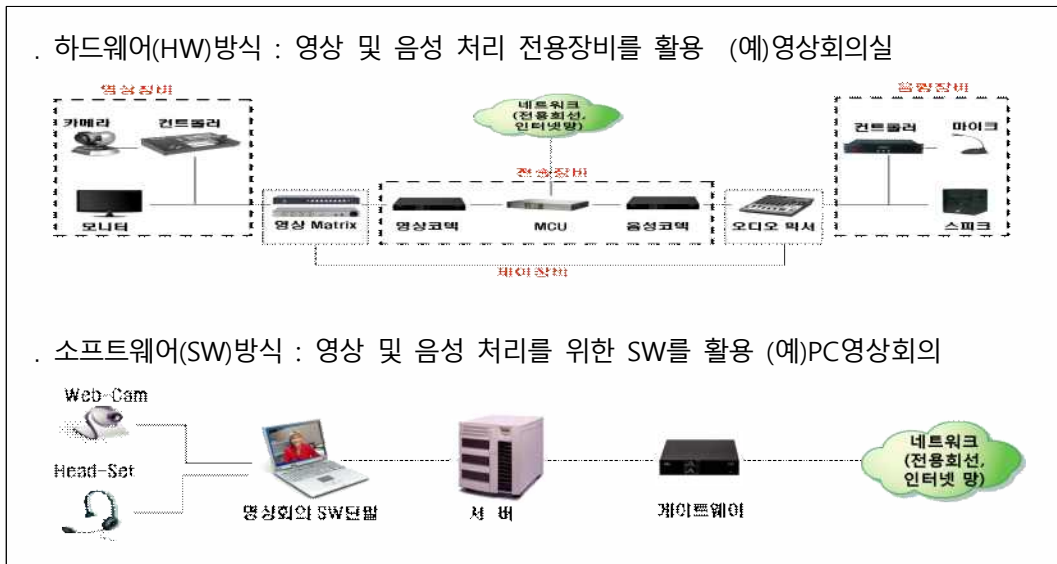 . 하드웨어(HW)방식 : 영상 및 음성 처리 전용장비를 활용 (예)영상회의실
영상장비
음향장비
카메라
컨트롤러
네트워크
(전용회선,
인터넷망)
컨트롤러
마이크
전송장비
모니터
영상 Matrix
영상코덱
MCU
음성코덱
오디오 믹서
스피크
제어장비
. 소프트웨어(SW)방식 : 영상 및 음성 처리를 위한 SW를 활용 (예)PC영상회의
Web-Cam
Head-Set
네트워크
(전용회선,
인터넷 망)
영상회의 SW단말
서 버
게이트웨이